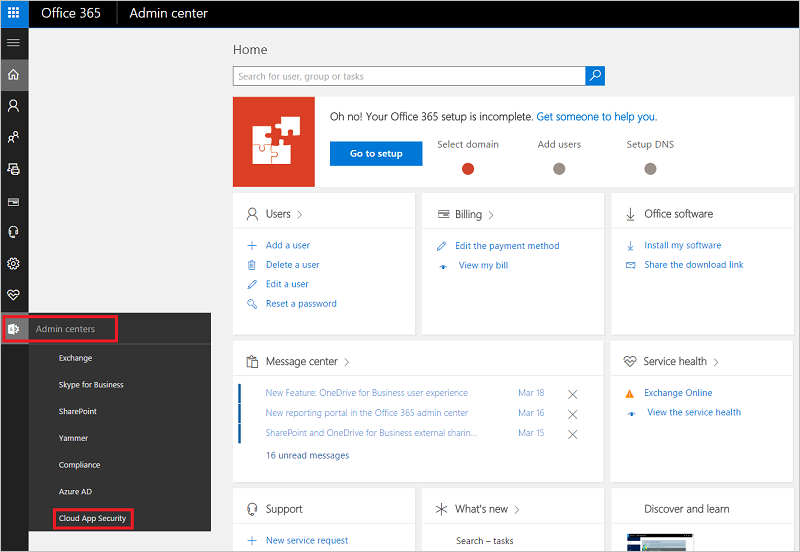 Office 365
Admin center
Home
Search for user, group or tasks
Oh no! Your Office 365 setup is incomplete. Get someone to help you.
Go to setup
Select domain
Add users
Setup DNS
Users
Add a user
Delete a user
Edit a user
Reset a password
Billing
Edit the payment method
View my bill
Office software
Install my software
Share the download link
Admin centers
Exchange
Skype for Business
SharePoint
Yammer
Compliance
Azure AD
Cloud App Security
Message center
New Feature: OneDrive for Business user experience Mar 18
New reporting portal in the Office 365 admin center Mar 16
SharePoint and OneDrive for Business external sharin... Mar 15
16 unread messages
Service health
Exchange Online
View the service health
Support
New service request
What's new
Search – tasks
Discover and learn